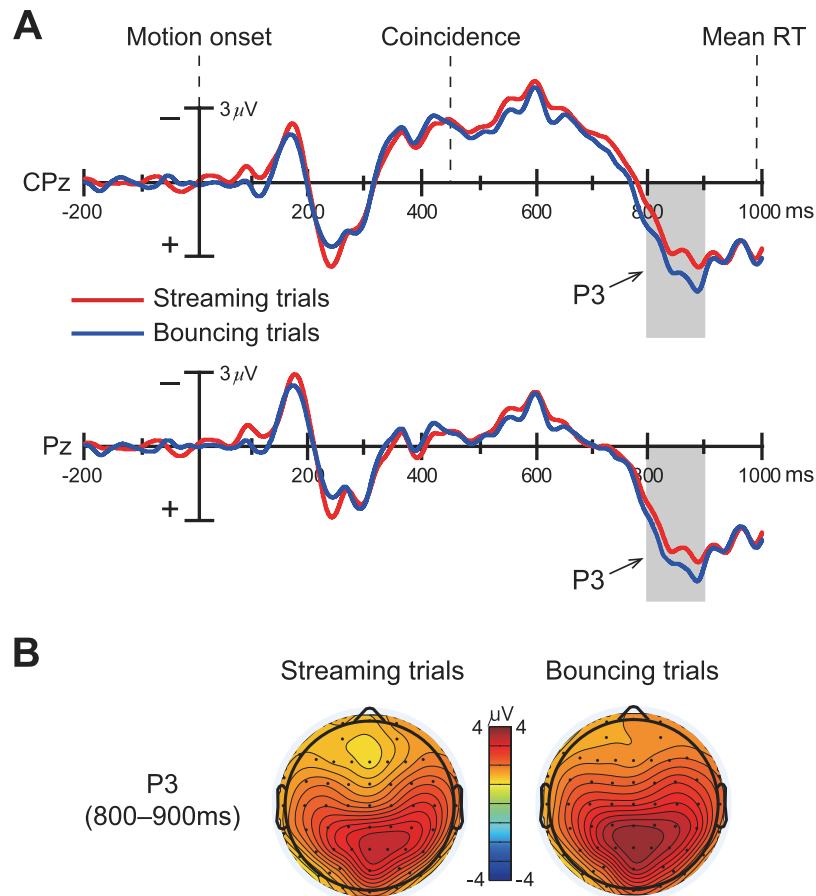 A
Motion onset Coincidence Mean RT
− 3 μV
CPz
-200 200 400 600 800 1000 ms
+
P3
Streaming trials
Bouncing trials
− 3 μV
Pz
-200 200 400 600 800 1000 ms
+
P3
B
Streaming trials Bouncing trials
μV
4 4
P3
(800–900ms)
-4 -4